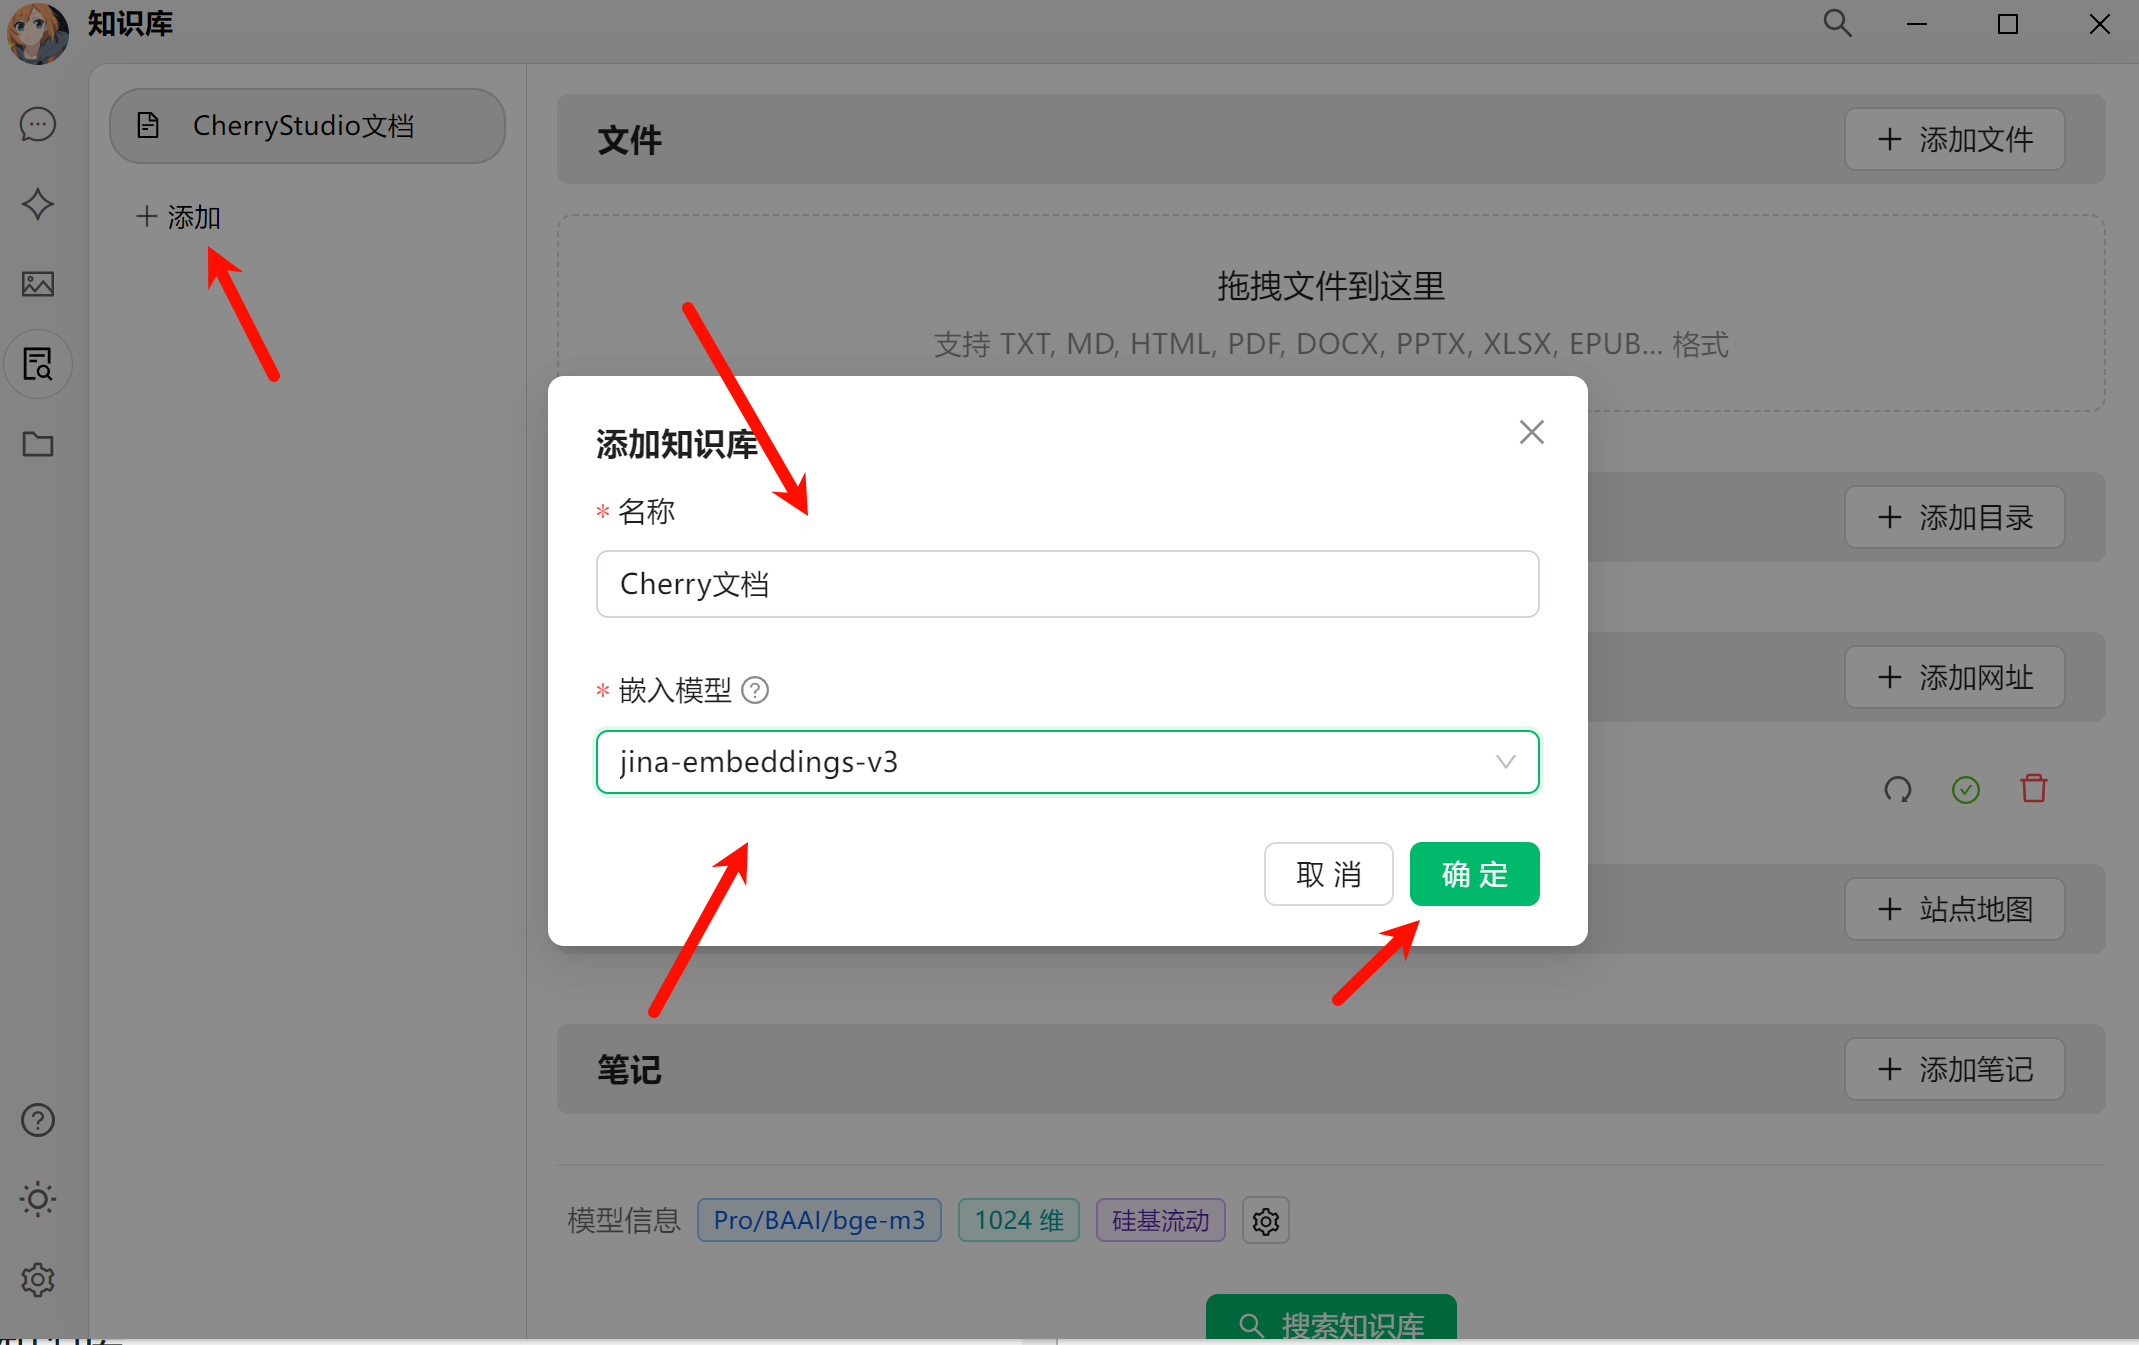 知识库
CherryStudio文档
添加
文件
添加文件
拖拽文件到这里
支持 TXT, MD, HTML, PDF, DOCX, PPTX, XLSX, EPUB... 格式
添加知识库
* 名称
Cherry文档
* 嵌入模型
jina-embeddings-v3
取 消
确 定
添加目录
添加网址
站点地图
笔记
添加笔记
模型信息
Pro/BAAI/bge-m3
1024 维
硅基流动
搜索知识库